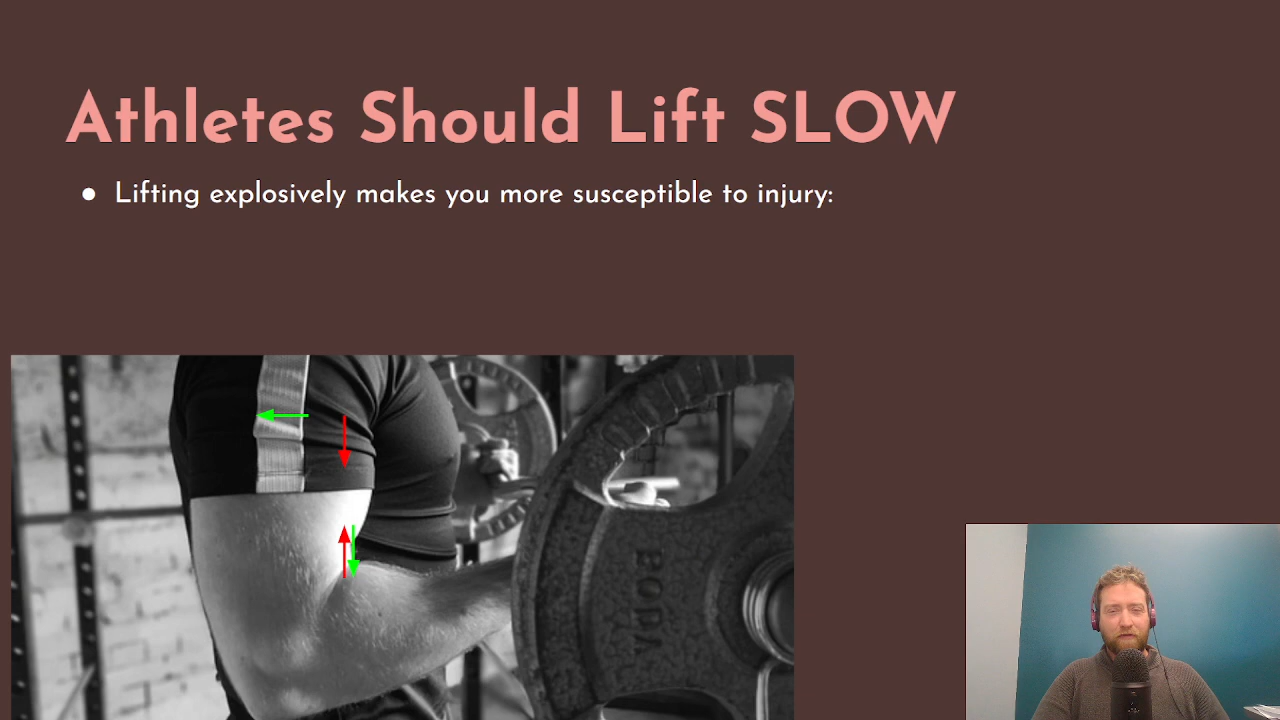 Athletes Should Lift SLOW
● Lifting explosively makes you more susceptible to injury: